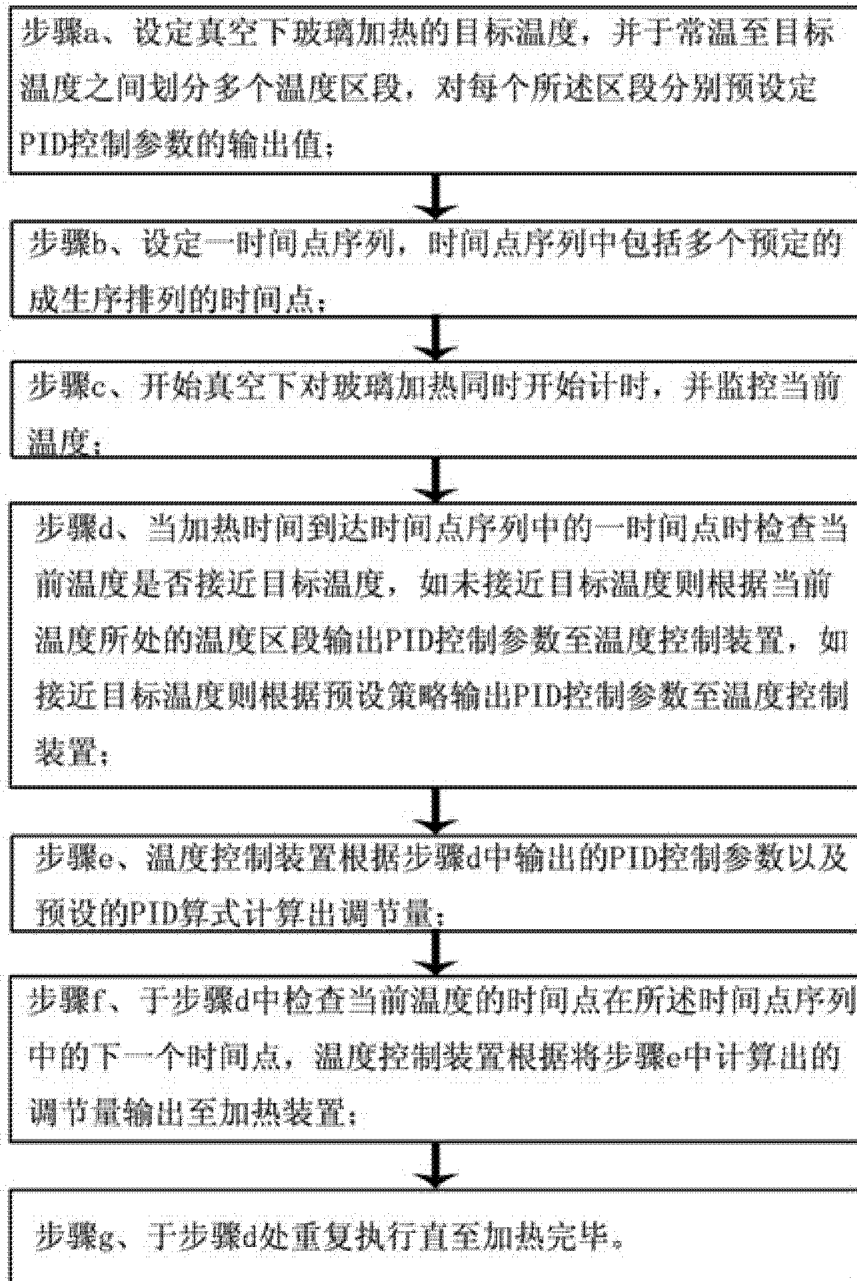 步骤a、设定真空下玻璃加热的目标温度，并于常温至目标
温度之间划分多个温度区段，对每个所述区段分别预设定
PID控制参数的输出值；
步骤b、设定一时间点序列，时间点序列中包括多个预定的
成生序排列的时间点；
步骤c、开始真空下对玻璃加热同时开始计时，并监控当前
温度；
步骤d、当加热时间到达时间点序列中的一时间点时检查当
前温度是否接近目标温度，如未接近目标温度则根据当前
温度所处的温度区段输出PID控制参数至温度控制装置，如
接近目标温度则根据预设策略输出PID控制参数至温度控制
装置；
步骤e、温度控制装置根据步骤d中输出的PID控制参数以及
预设的PID算式计算出调节量；
步骤f、于步骤d中检查当前温度的时间点在所述时间点序列
中的下一个时间点，温度控制装置根据将步骤e中计算出的
调节量输出至加热装置；
步骤g、于步骤d处重复执行直至加热完毕。